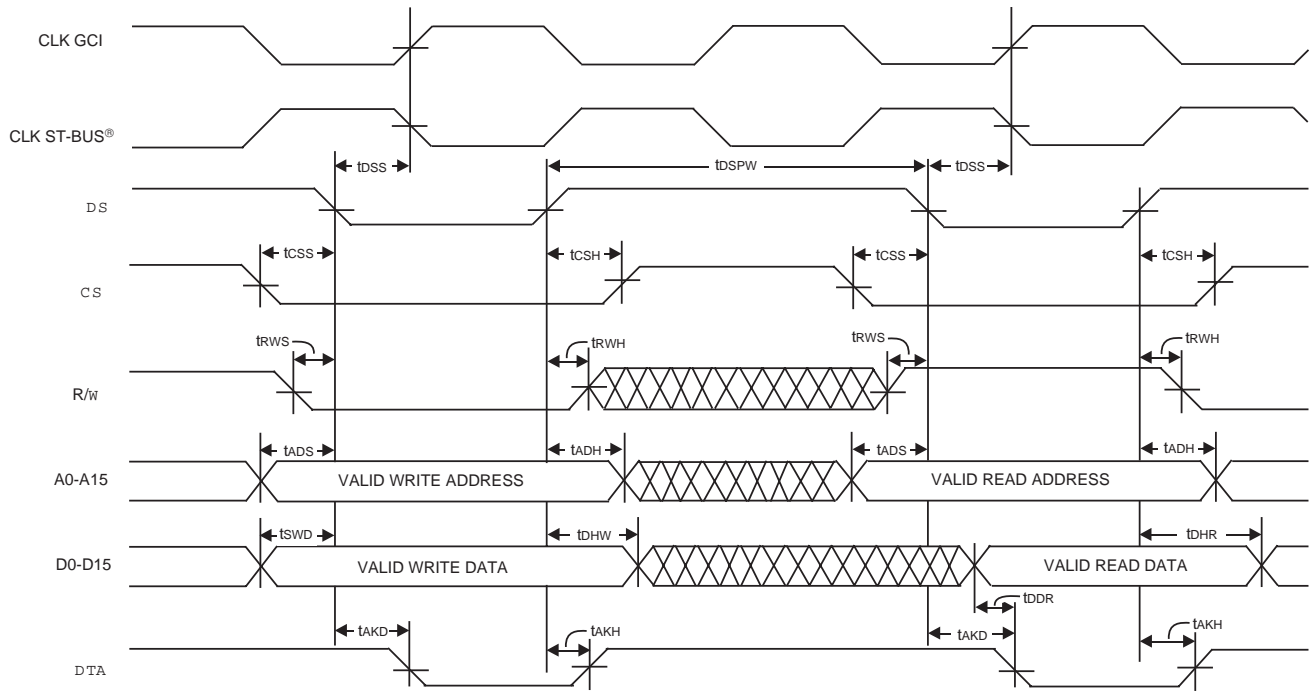 CLK GCI
CLK ST-BUS®
tDSS tDSPW tDSS
DS
tCSS tCSH tCSS tCSH
CS
tRWS tRWH tRWS tRWH
R/W
tADS tADH tADS tADH
A0-A15 VALID WRITE ADDRESS VALID READ ADDRESS
tSWD tDHW tDHR
D0-D15 VALID WRITE DATA VALID READ DATA
tDDR
tAKD tAKH tAKD tAKH
DTA